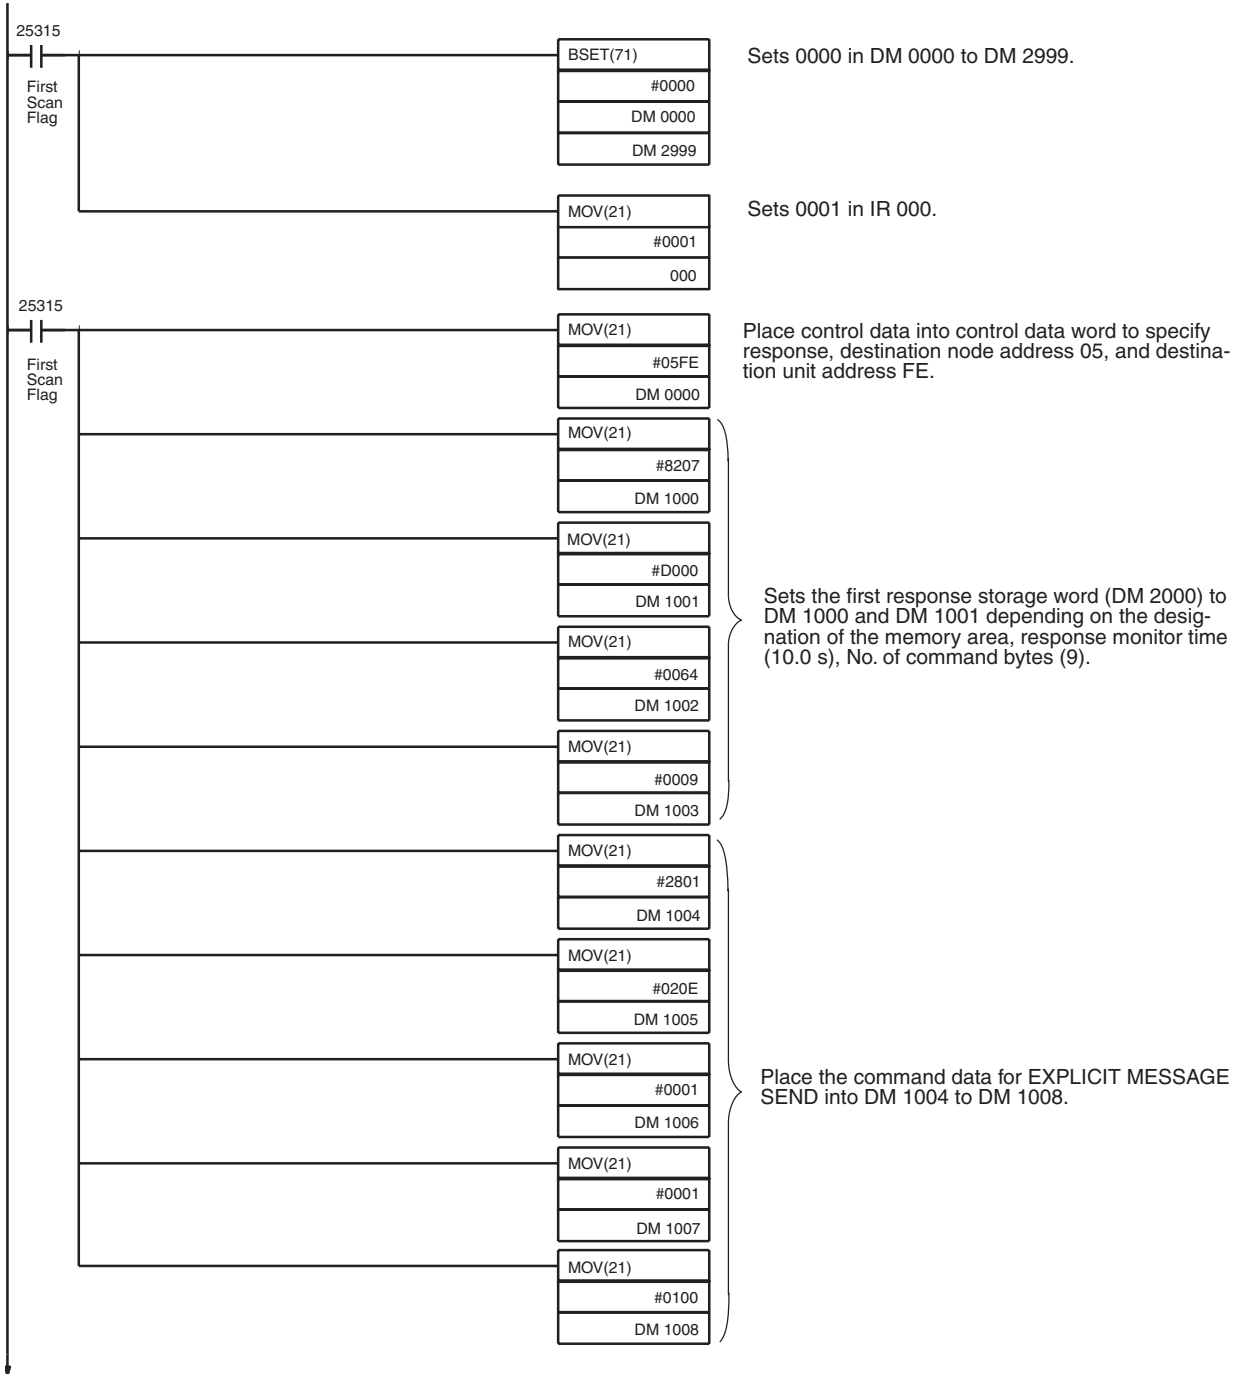 25315
First
Scan
Flag
BSET(71)
#0000
DM 0000
DM 2999
Sets 0000 in DM 0000 to DM 2999.
MOV(21)
#0001
000
Sets 0001 in IR 000.
25315
First
Scan
Flag
MOV(21)
#05FE
DM 0000
Place control data into control data word to specify
response, destination node address 05, and destina-
tion unit address FE.
MOV(21)
#8207
DM 1000
MOV(21)
#D000
DM 1001
MOV(21)
#0064
DM 1002
MOV(21)
#0009
DM 1003
Sets the first response storage word (DM 2000) to
DM 1000 and DM 1001 depending on the desig-
nation of the memory area, response monitor time
(10.0 s), No. of command bytes (9).
MOV(21)
#2801
DM 1004
MOV(21)
#020E
DM 1005
MOV(21)
#0001
DM 1006
MOV(21)
#0001
DM 1007
MOV(21)
#0100
DM 1008
Place the command data for EXPLICIT MESSAGE
SEND into DM 1004 to DM 1008.